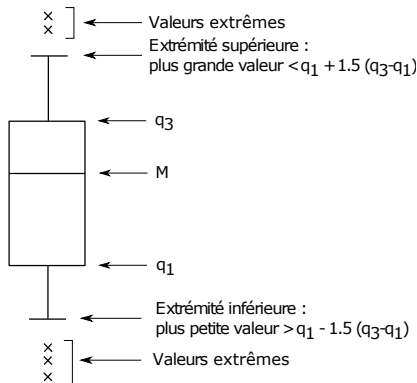 Valeurs extrêmes
Extrémité supérieure :
plus grande valeur < q1 + 1.5 (q3-q1)
q3
M
q1
Extrémité inférieure :
plus petite valeur > q1 - 1.5 (q3-q1)
Valeurs extrêmes